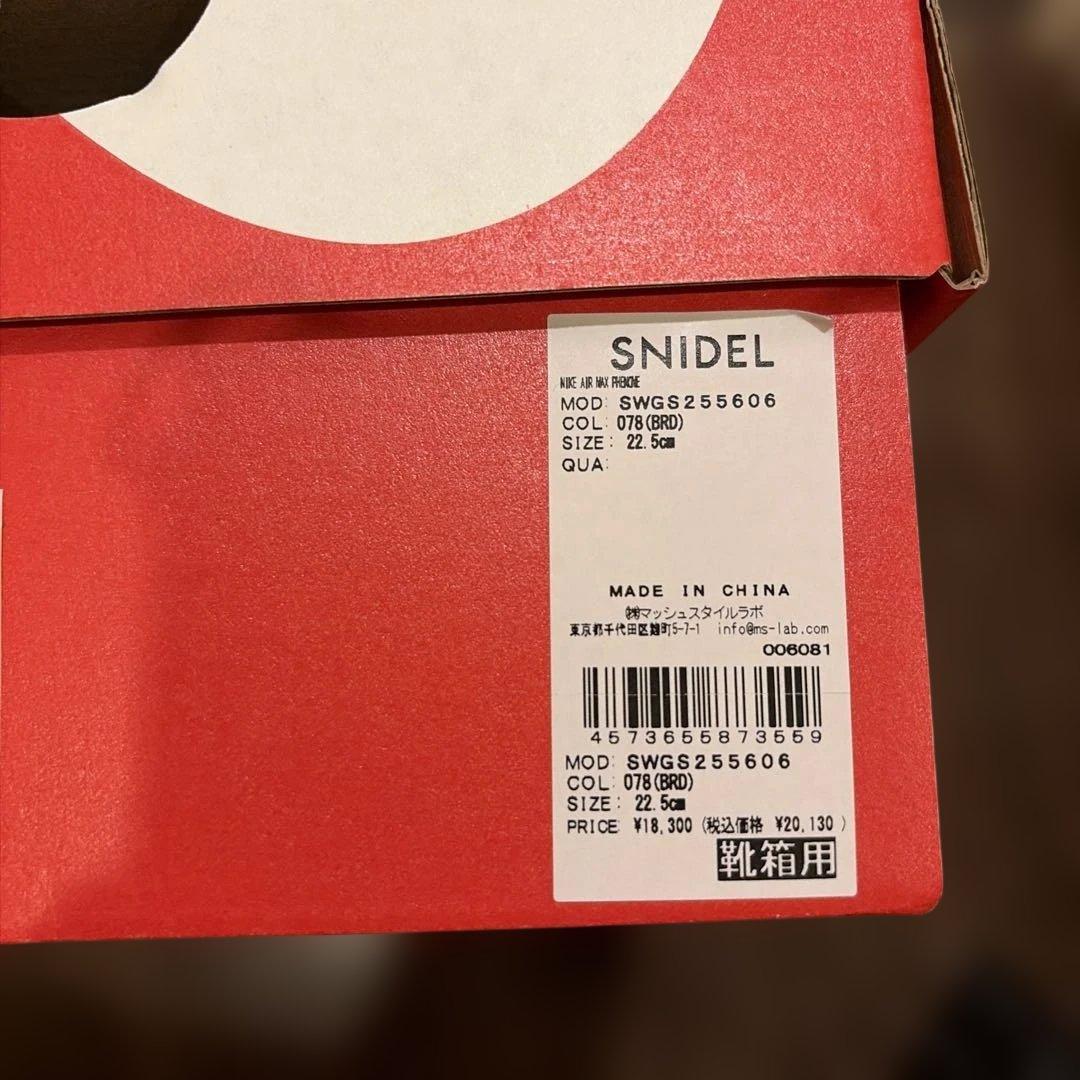 SNIDEL
NIKE AIR MAX PHENOME
MOD: SWGS255606
COL: 078(BRD)
SIZE: 22.5cm
QUA:
MADE IN CHINA
㈱マッシュスタイルラボ
東京都千代田区麹町5-7-1 info@ms-lab.com
006081
4573655873559
MOD: SWGS255606
COL: 078(BRD)
SIZE: 22.5cm
PRICE: ¥18,300 (税込価格 ¥20,130 )
靴箱用